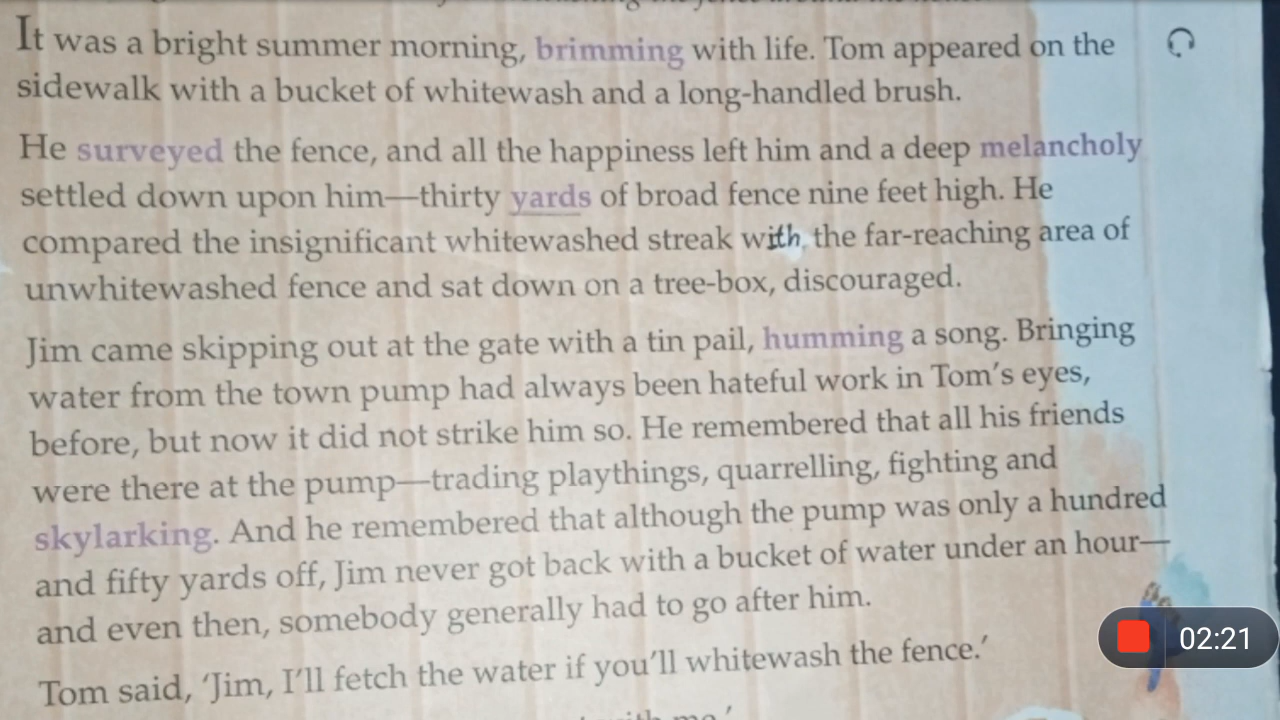 It was a bright summer morning, brimming with life. Tom appeared on the
sidewalk with a bucket of whitewash and a long-handled brush.
He surveyed the fence, and all the happiness left him and a deep melancholy
settled down upon him—thirty yards of broad fence nine feet high. He
compared the insignificant whitewashed streak with the far-reaching area of
unwhitewashed fence and sat down on a tree-box, discouraged.
Jim came skipping out at the gate with a tin pail, humming a song. Bringing
water from the town pump had always been hateful work in Tom's eyes,
before, but now it did not strike him so. He remembered that all his friends
were there at the pump—trading playthings, quarrelling, fighting and
skylarking. And he remembered that although the pump was only a hundred
and fifty yards off, Jim never got back with a bucket of water under an hour—
and even then, somebody generally had to go after him.
02:21
Tom said, ‘Jim, I'll fetch the water if you'll whitewash the fence.’
with me.’